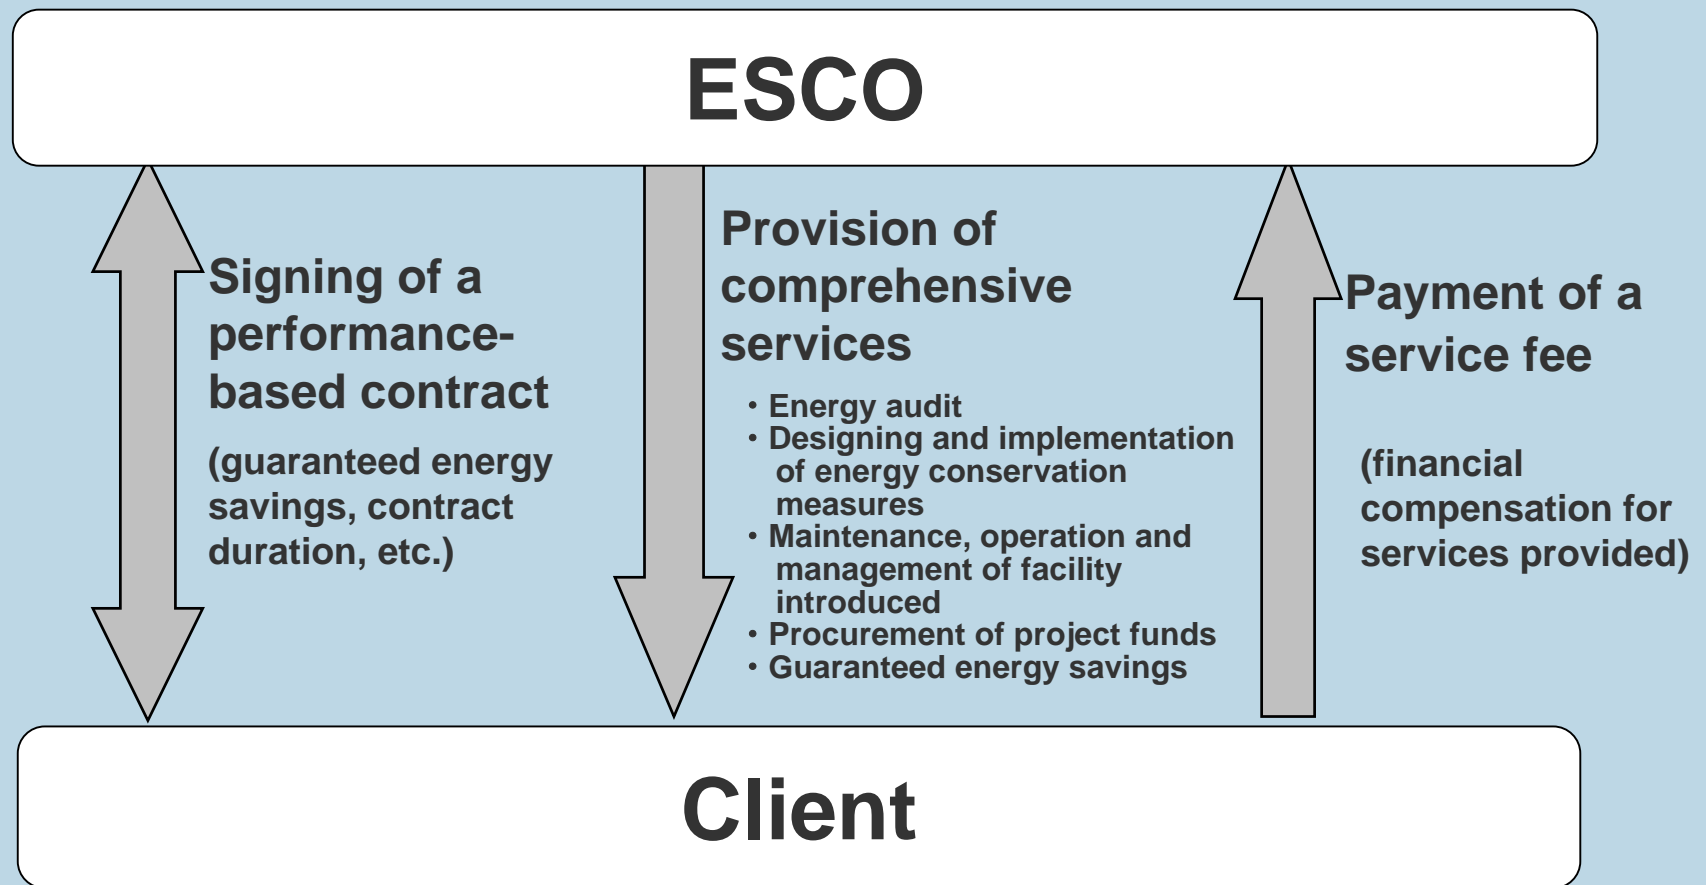 ESCO
Signing of a
performance-
based contract
(guaranteed energy
savings, contract
duration, etc.)
Provision of
comprehensive
services
・Energy audit
・Designing and implementation
of energy conservation
measures
・Maintenance, operation and
management of facility
introduced
・Procurement of project funds
・Guaranteed energy savings
Payment of a
service fee
(financial
compensation for
services provided)
Client